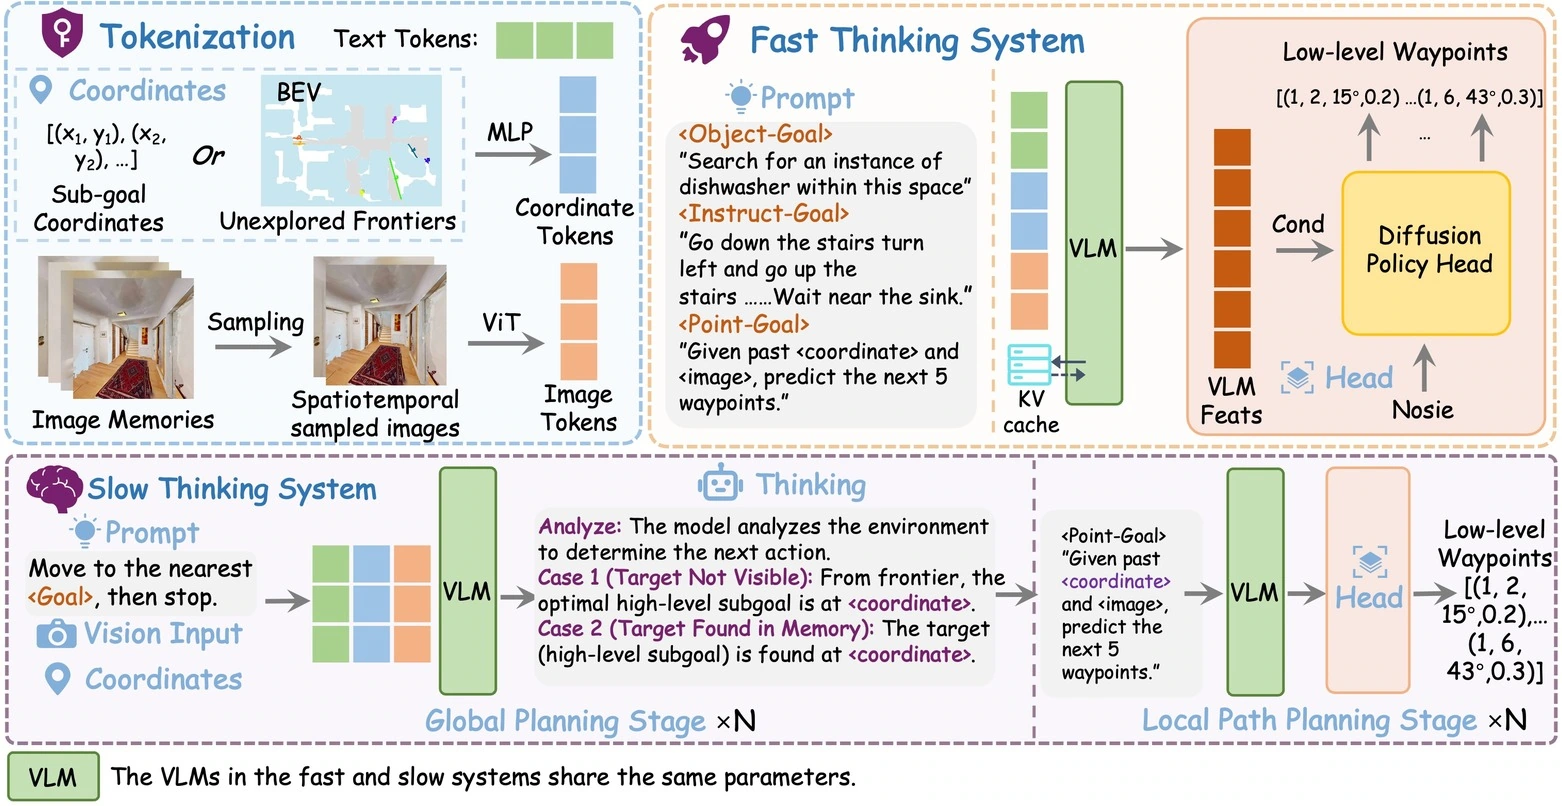 Tokenization
Text Tokens:
Coordinates
[(x₁, y₁), (x₂,
y₂), ...]
Sub-goal
Coordinates
Or
BEV
Unexplored Frontiers
MLP
Coordinate
Tokens
Image Memories
Sampling
Spatiotemporal
sampled images
ViT
Image
Tokens
Fast Thinking System
Prompt
<Object-Goal>
"Search for an instance of
dishwasher within this space"
<Instruct-Goal>
"Go down the stairs turn
left and go up the
stairs ......Wait near the sink."
<Point-Goal>
"Given past <coordinate> and
<image>, predict the next 5
waypoints."
KV
cache
VLM
VLM
Feats
Cond
Low-level Waypoints
[(1, 2, 15°,0.2) ...(1, 6, 43°,0.3)]
...
Diffusion
Policy Head
Head
Nosie
Slow Thinking System
Prompt
Move to the nearest
<Goal>, then stop.
Vision Input
Coordinates
VLM
Thinking
Analyze: The model analyzes the environment
to determine the next action.
Case 1 (Target Not Visible): From frontier, the
optimal high-level subgoal is at <coordinate>.
Case 2 (Target Found in Memory): The target
(high-level subgoal) is found at <coordinate>.
Global Planning Stage ×N
<Point-Goal>
"Given past
<coordinate>
and <image>,
predict the
next 5
waypoints."
VLM
Head
Low-level
Waypoints
[(1, 2,
15°,0.2),...
(1, 6,
43°,0.3)]
Local Path Planning Stage ×N
VLM
The VLMs in the fast and slow systems share the same parameters.